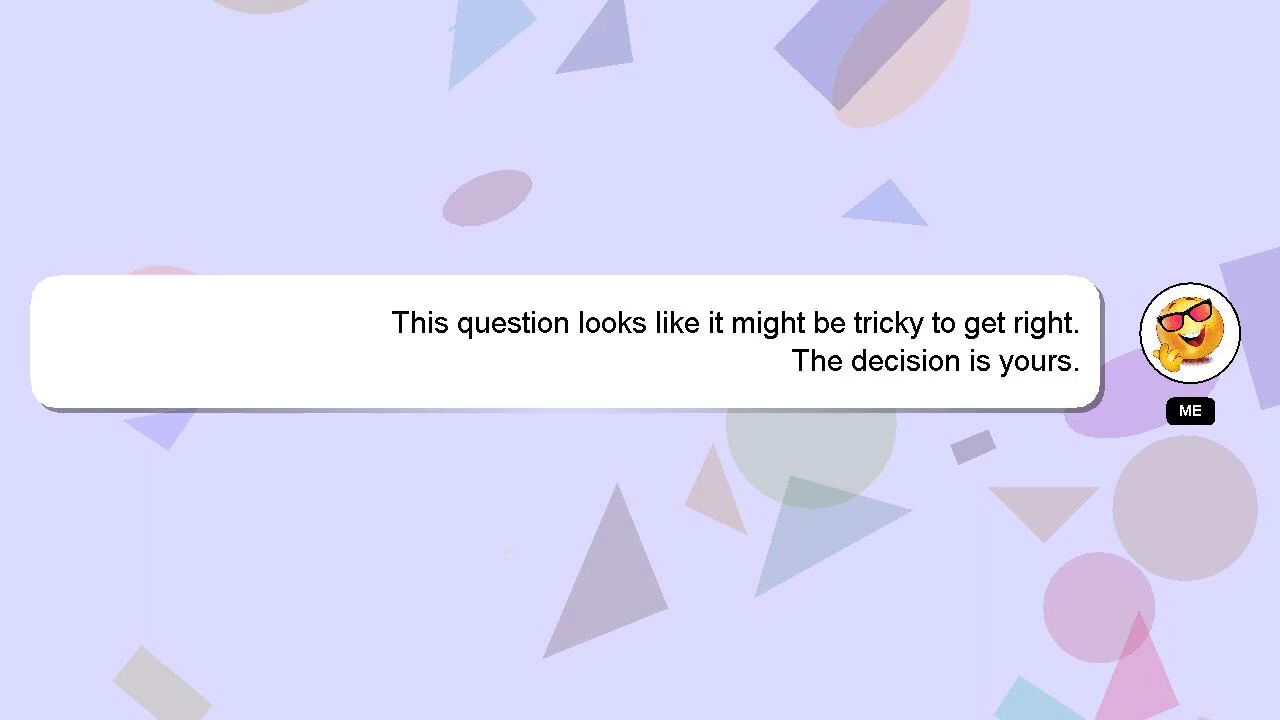 This question looks like it might be tricky to get right.
The decision is yours.
ME